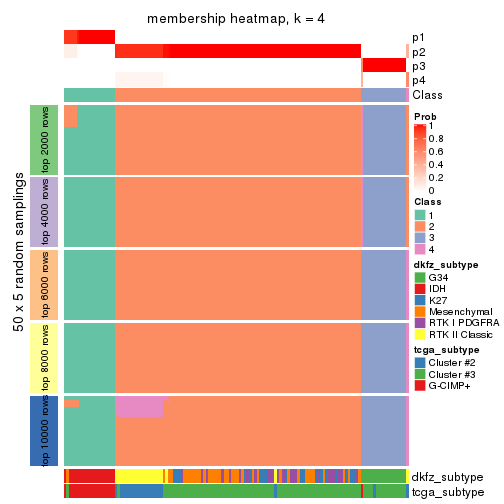 membership heatmap, k = 4
p1
p2
p3
p4
Class
50 x 5 random samplings
top 2000 rows
top 4000 rows
top 6000 rows
top 8000 rows
top 10000 rows
Prob
1
0.8
0.6
0.4
0.2
0
Class
1
2
3
4
dkfz_subtype
G34
IDH
K27
Mesenchymal
RTK I PDGFRA
RTK II Classic
tcga_subtype
Cluster #2
Cluster #3
G-CIMP+
dkfz_subtype
tcga_subtype